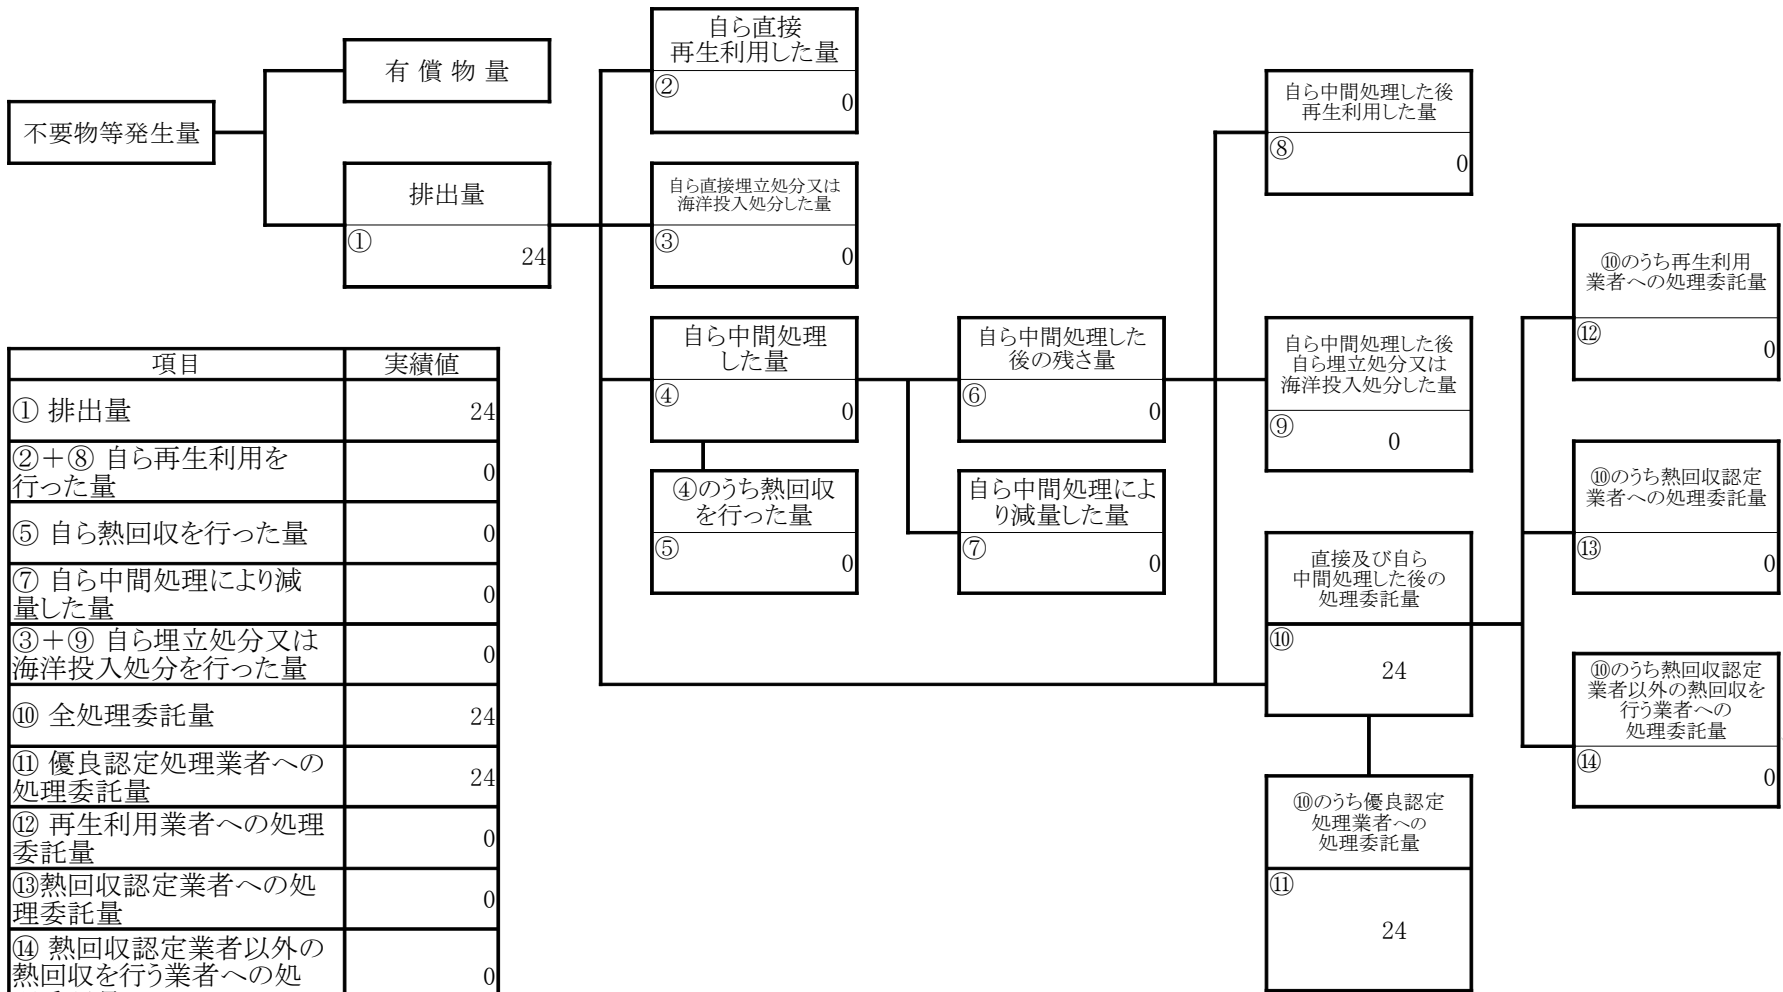 不要物等発生量
有償物量
排出量
①
24
自ら直接
再生利用した量
②
0
自ら直接埋立処分又は
海洋投入処分した量
③
0
自ら中間処理
した量
④
0
④のうち熱回収
を行った量
⑤
0
自ら中間処理した
後の残さ量
⑥
0
自ら中間処理によ
り減量した量
⑦
0
自ら中間処理した後
再生利用した量
⑧
0
自ら中間処理した後
自ら埋立処分又は
海洋投入処分した量
⑨
0
直接及び自ら
中間処理した後の
処理委託量
⑩
24
⑩のうち優良認定
処理業者への
処理委託量
⑪
24
⑩のうち再生利用
業者への処理委託量
⑫
0
⑩のうち熱回収認定
業者への処理委託量
⑬
0
⑩のうち熱回収認定
業者以外の熱回収を
行う業者への
処理委託量
⑭
0
項目 実績値
① 排出量 24
②+⑧ 自ら再生利用を
行った量 0
⑤ 自ら熱回収を行った量 0
⑦ 自ら中間処理により減
量した量 0
③+⑨ 自ら埋立処分又は
海洋投入処分を行った量 0
⑩ 全処理委託量 24
⑪ 優良認定処理業者への
処理委託量 24
⑫ 再生利用業者への処理
委託量 0
⑬熱回収認定業者への処
理委託量 0
⑭ 熱回収認定業者以外の
熱回収を行う業者への処 0